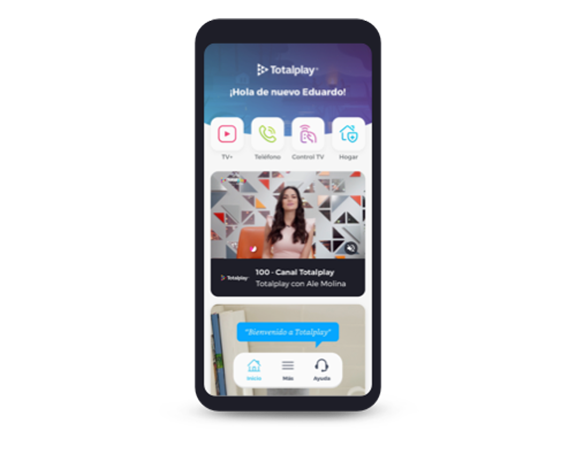 Totalplay
¡Hola de nuevo Eduardo!
TV+
Teléfono
Control TV
Hogar
Totalplay
100 - Canal Totalplay
Totalplay con Ale Molina
"Bienvenido a Totalplay"
Inicio
Más
Ayuda